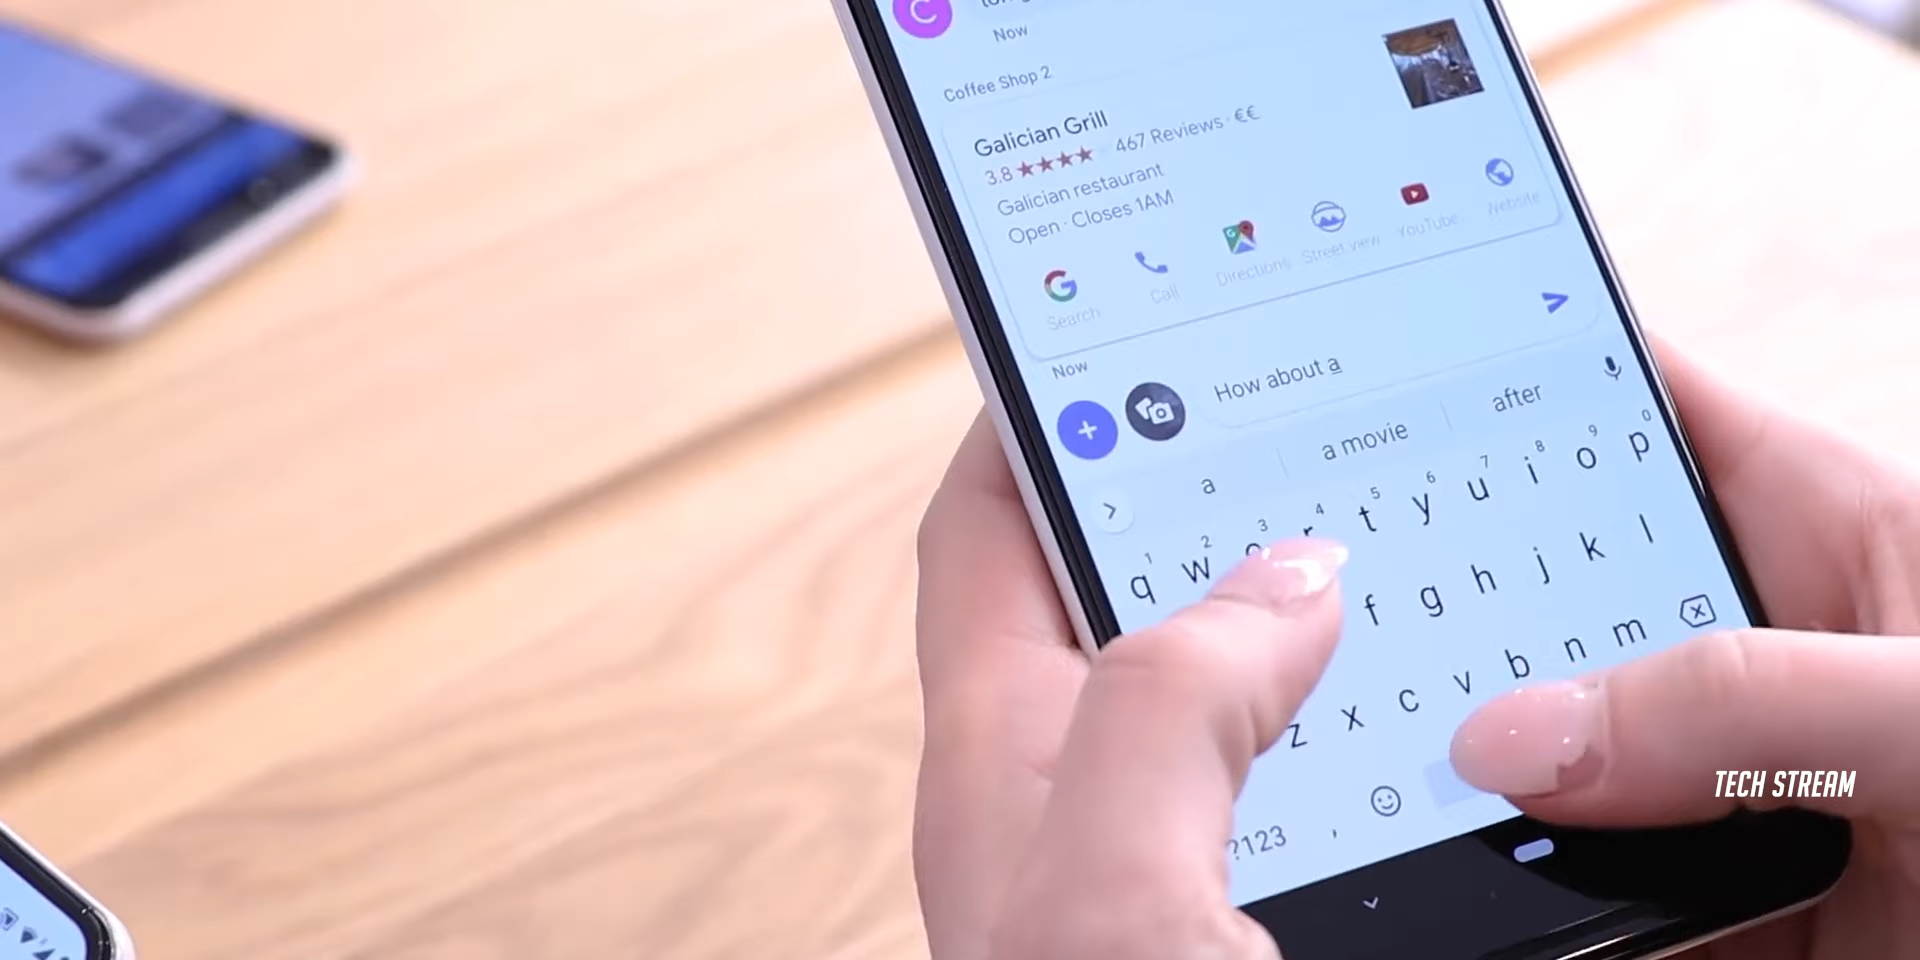 C
Now
Coffee Shop 2
Galician Grill
3.8 ★★★★ 467 Reviews · €€
Galician restaurant
Open · Closes 1AM
Search
Call
Directions
Street view
YouTube
Website
Now
How about a
a
a movie
after
1 2 3 4 5 6 7 8 9 0
q w t y u i o p
f g h j k l
z x c v b n m
?123 ,
TECH STREAM